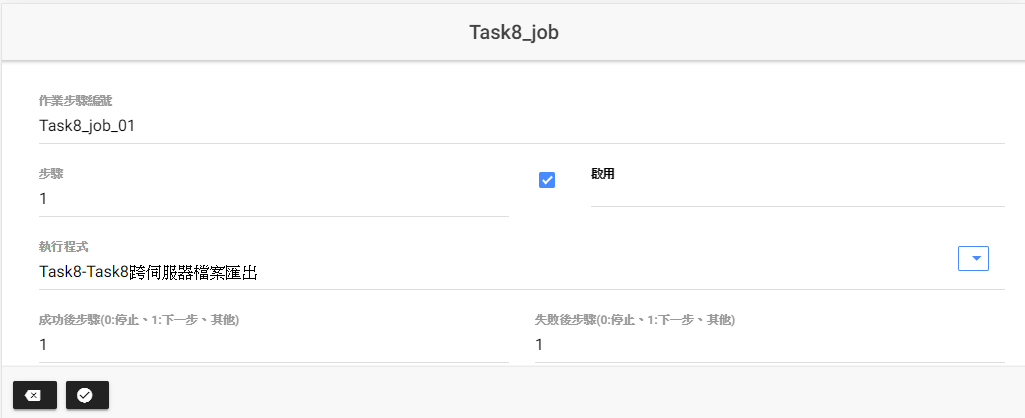 Task8_job
作業步驟編號
Task8_job_01
步驟
啟用
1
執行程式
Task8-Task8跨伺服器檔案匯出
成功後步驟(0:停止、1:下一步、其他)
失敗後步驟(0:停止、1:下一步、其他)
1
1